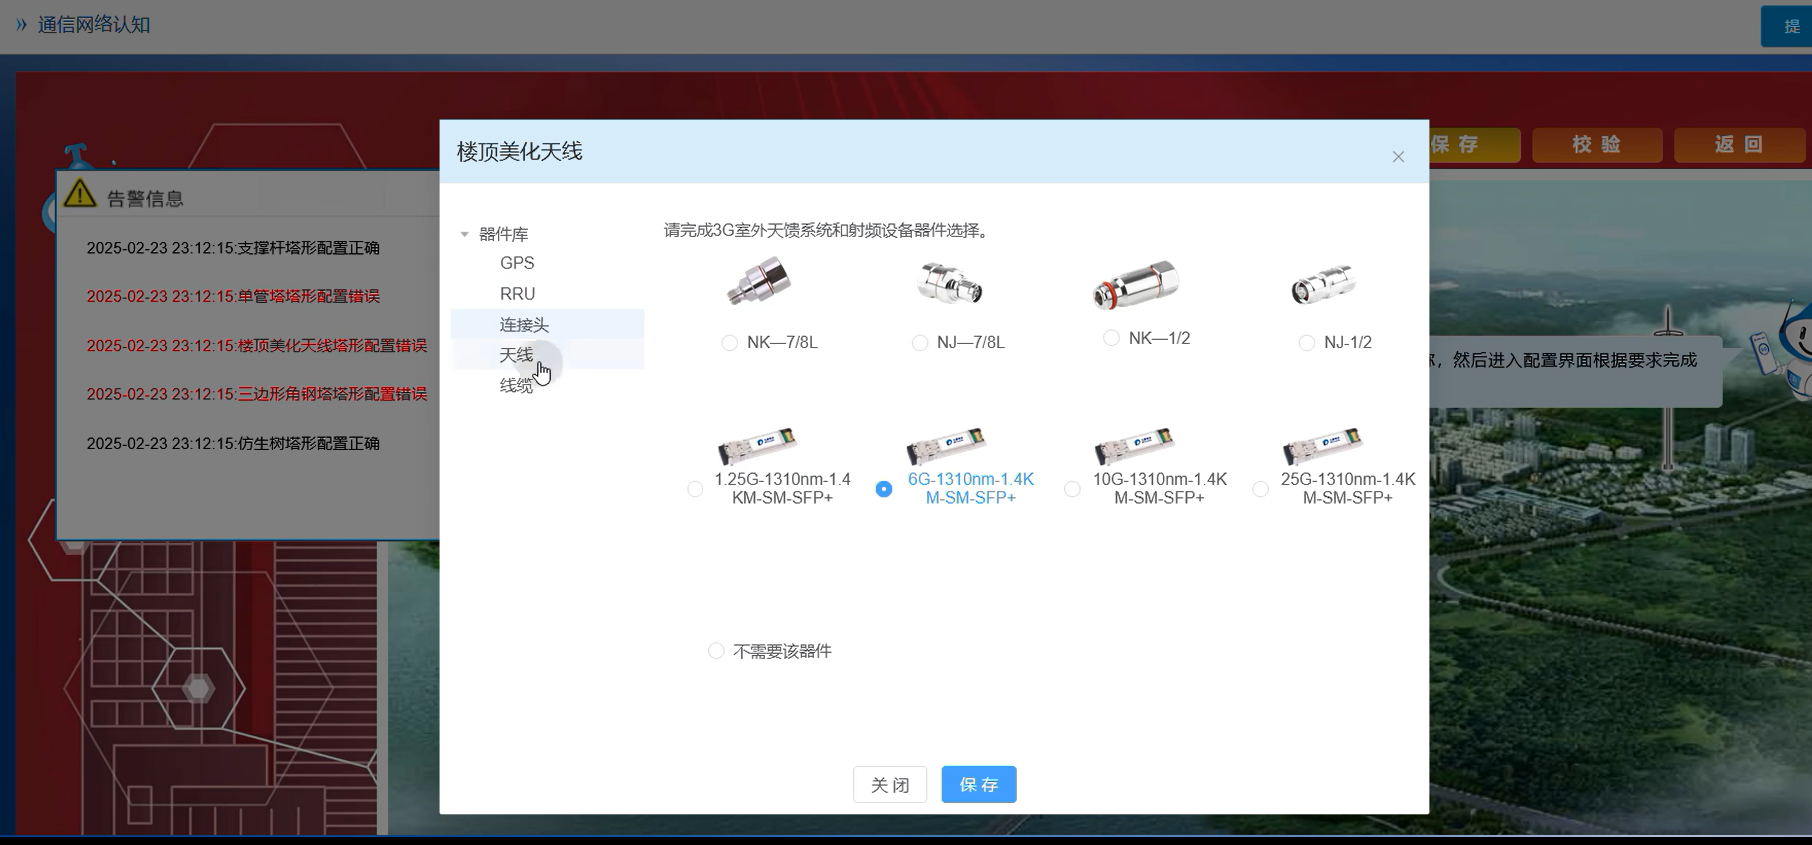 通信网络认知
提
保 存
校 验
返 回
告警信息
2025-02-23 23:12:15:支撑杆塔形配置正确
2025-02-23 23:12:15:单管塔塔形配置错误
2025-02-23 23:12:15:楼顶美化天线塔形配置错误
2025-02-23 23:12:15:三边形角钢塔塔形配置错误
2025-02-23 23:12:15:仿生树塔形配置正确
楼顶美化天线
器件库
GPS
RRU
连接头
天线
线缆
请完成3G室外天馈系统和射频设备器件选择。
NK—7/8L
NJ—7/8L
NK—1/2
NJ-1/2
1.25G-1310nm-1.4
KM-SM-SFP+
6G-1310nm-1.4K
M-SM-SFP+
10G-1310nm-1.4K
M-SM-SFP+
25G-1310nm-1.4K
M-SM-SFP+
不需要该器件
关 闭
保 存
，然后进入配置界面根据要求完成